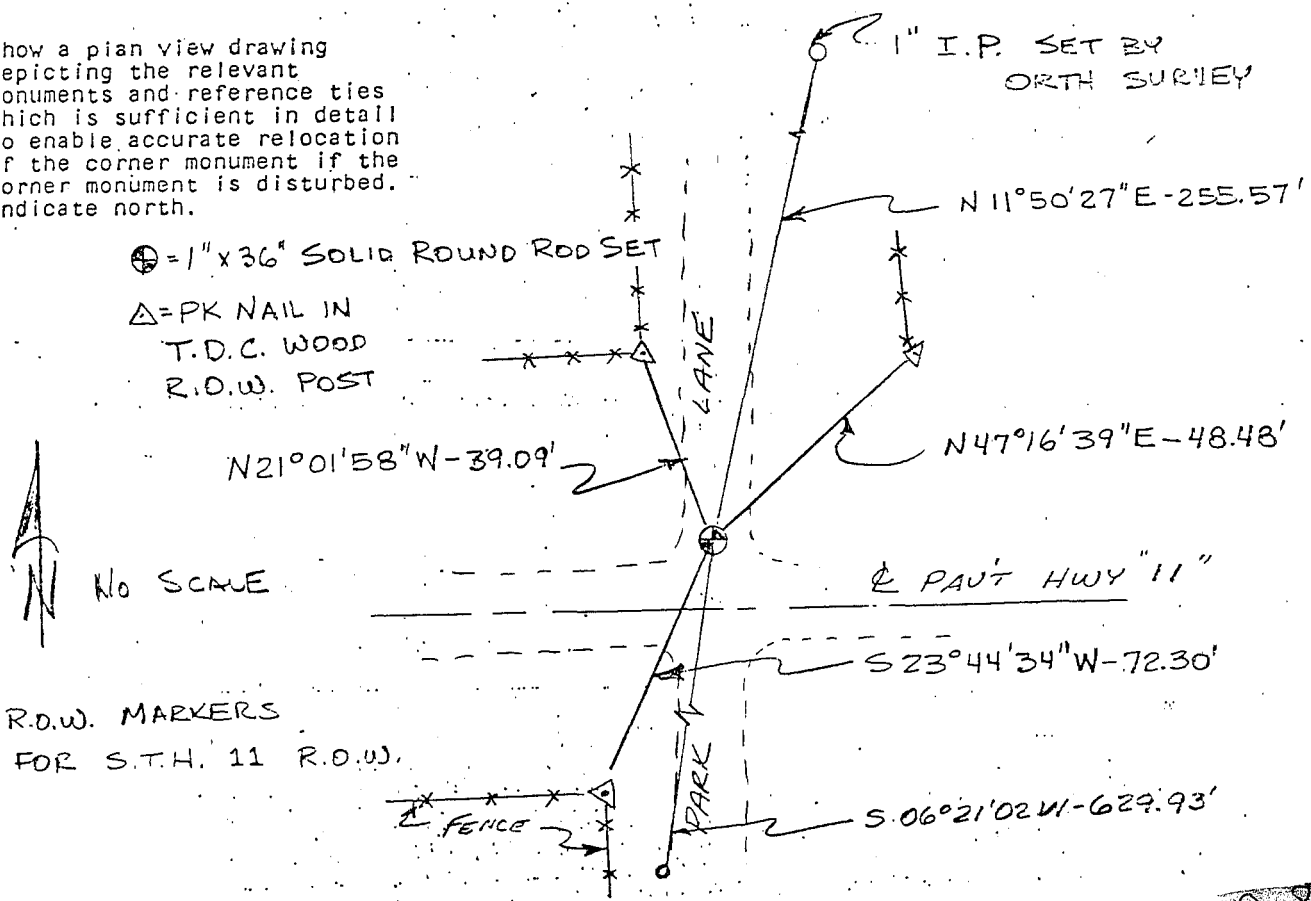 how a plan view drawing
epicting the relevant
onuments and reference ties
hich is sufficient in detail
o enable accurate relocation
f the corner monument if the
orner monument is disturbed.
ndicate north.
1" I.P. SET BY
ORTH SURVEY
N 11°50'27"E-255.57'
= 1" x 36" SOLID ROUND ROD SET
△ = PK NAIL IN
T.D.C. WOOD
R.O.W. POST
LANE
N21°01'58"W-39.09'
N47°16'39"E-48.48'
N
NO SCALE
℄ PAV'T HWY "11"
S 23°44'34"W-72.30'
R.O.W. MARKERS
FOR S.T.H. 11 R.O.W.
PARK
℄ FENCE
S 06°21'02W-629.93'